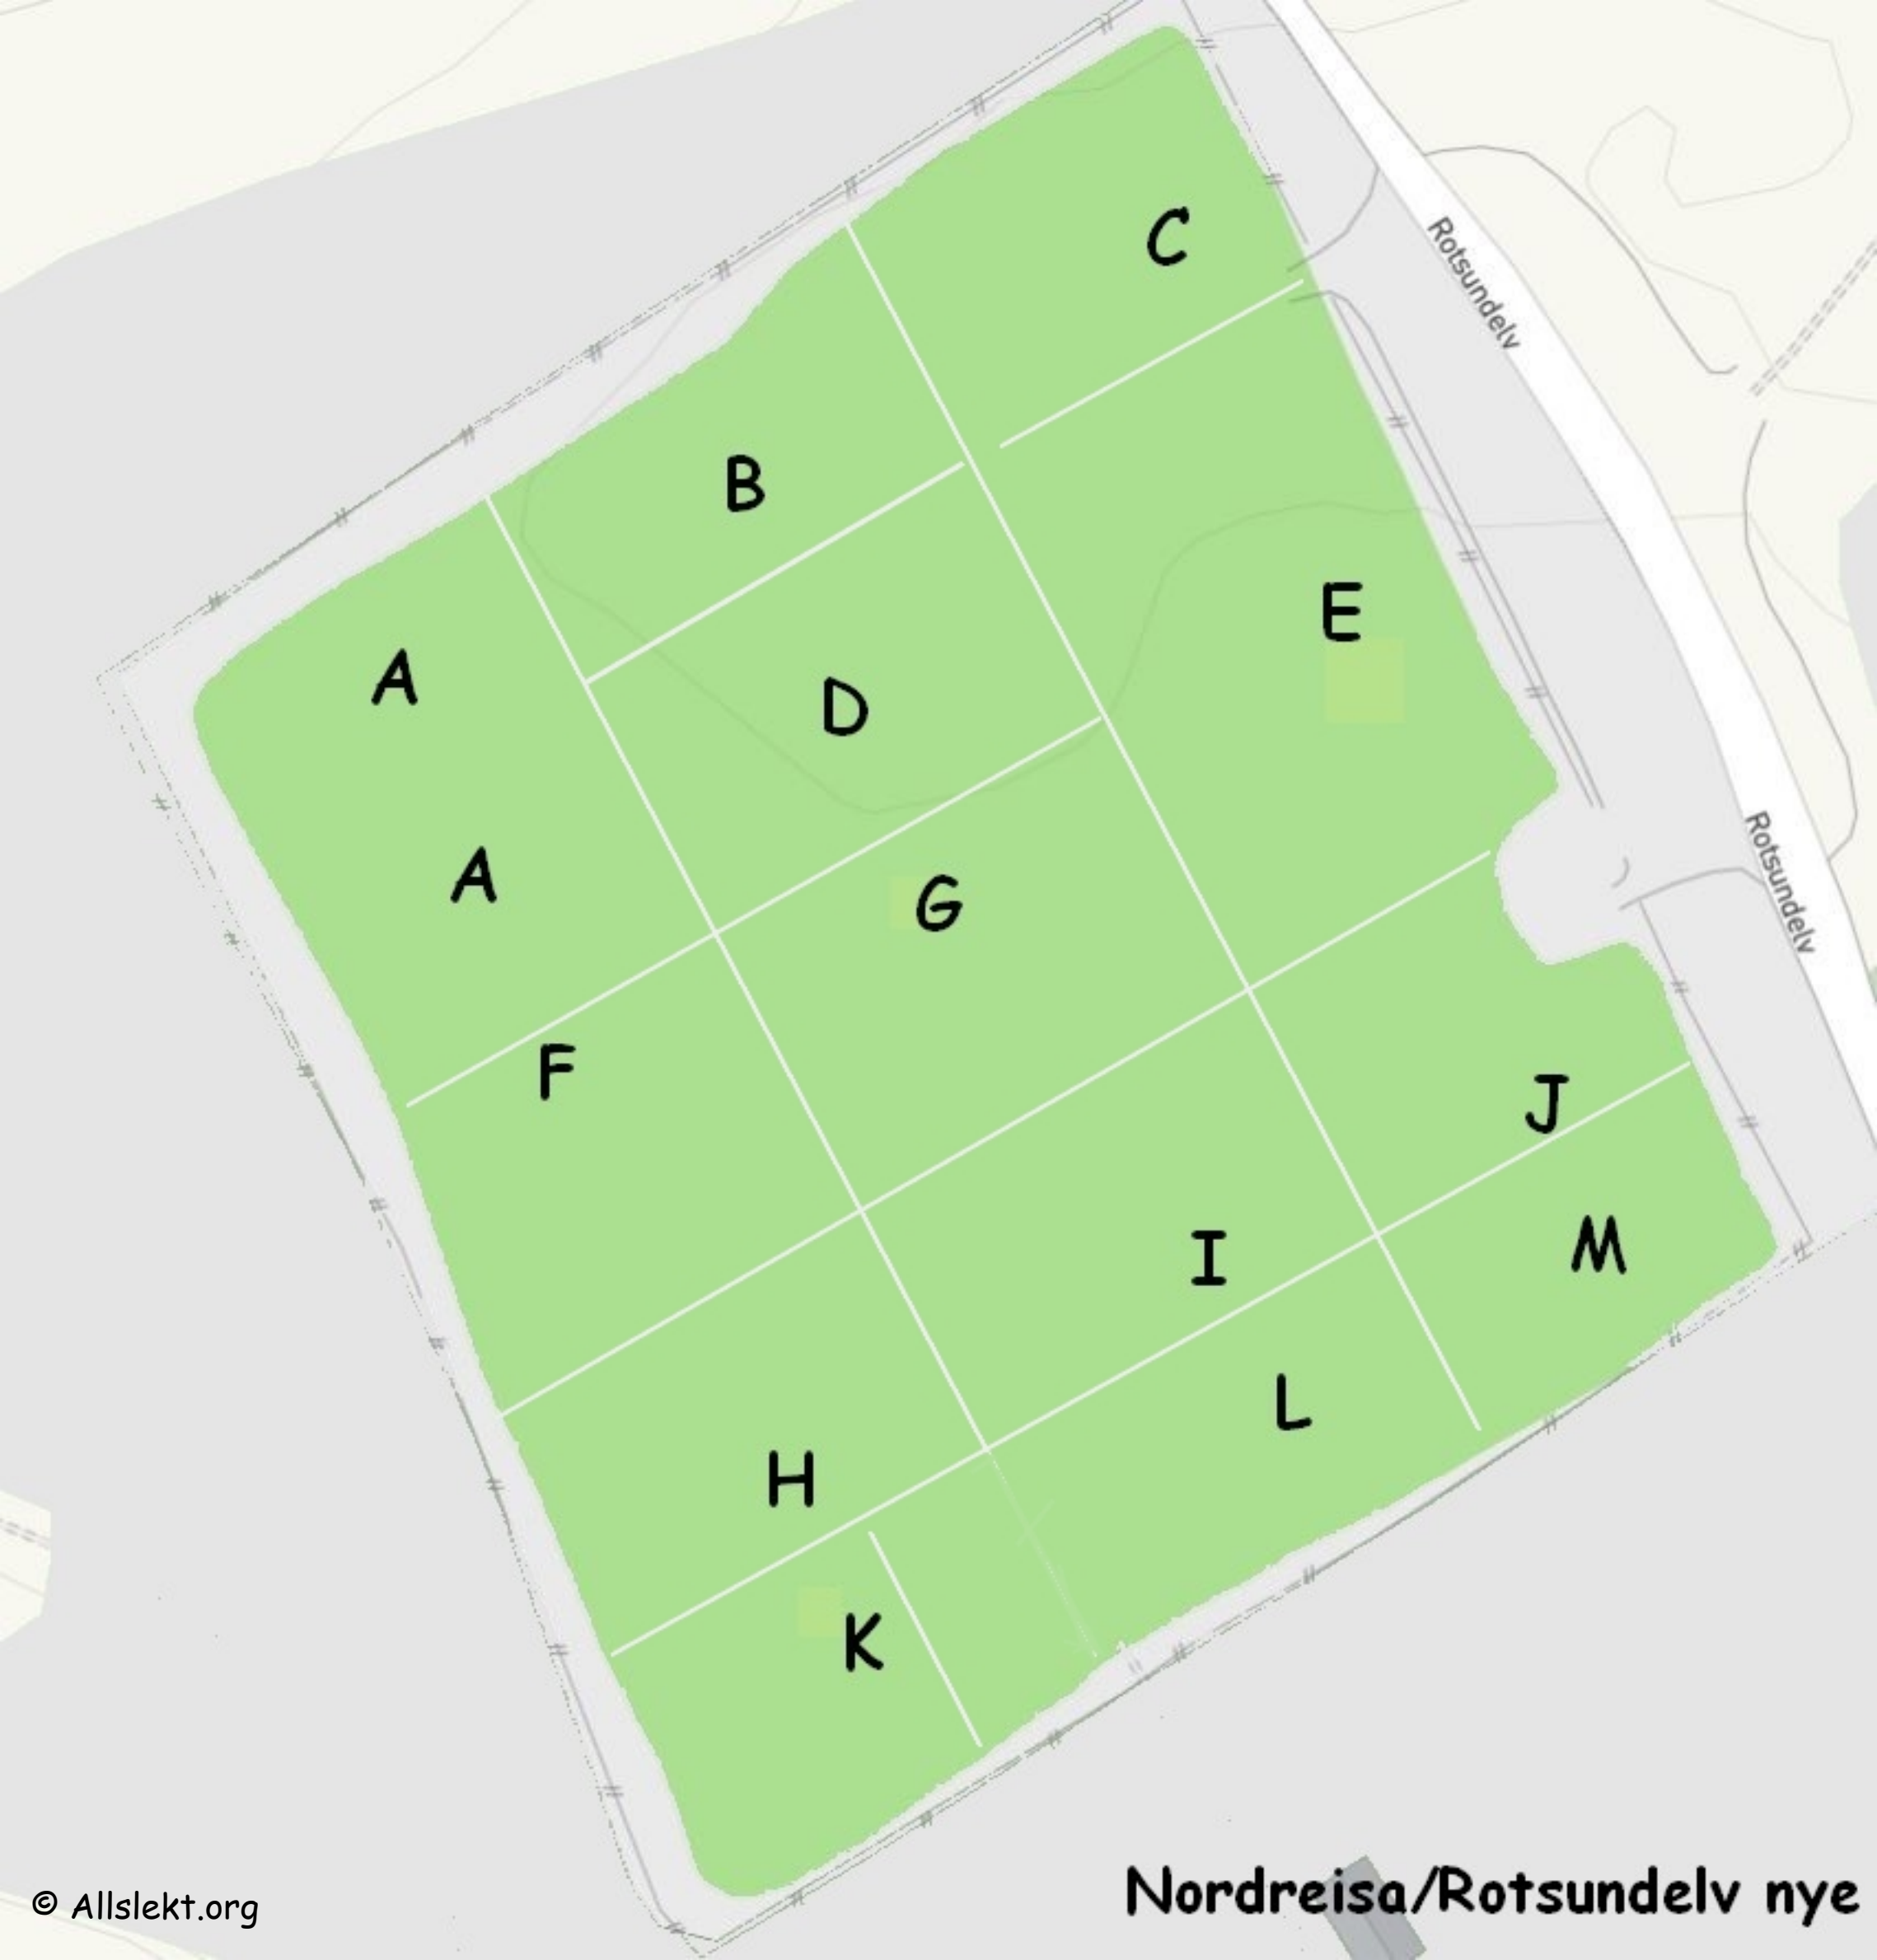 C
Rotsundelv
B
E
A
D
A
G
Rotsundelv
F
J
M
I
L
H
K
© Allslekt.org
Nordreisa/Rotsundelv nye